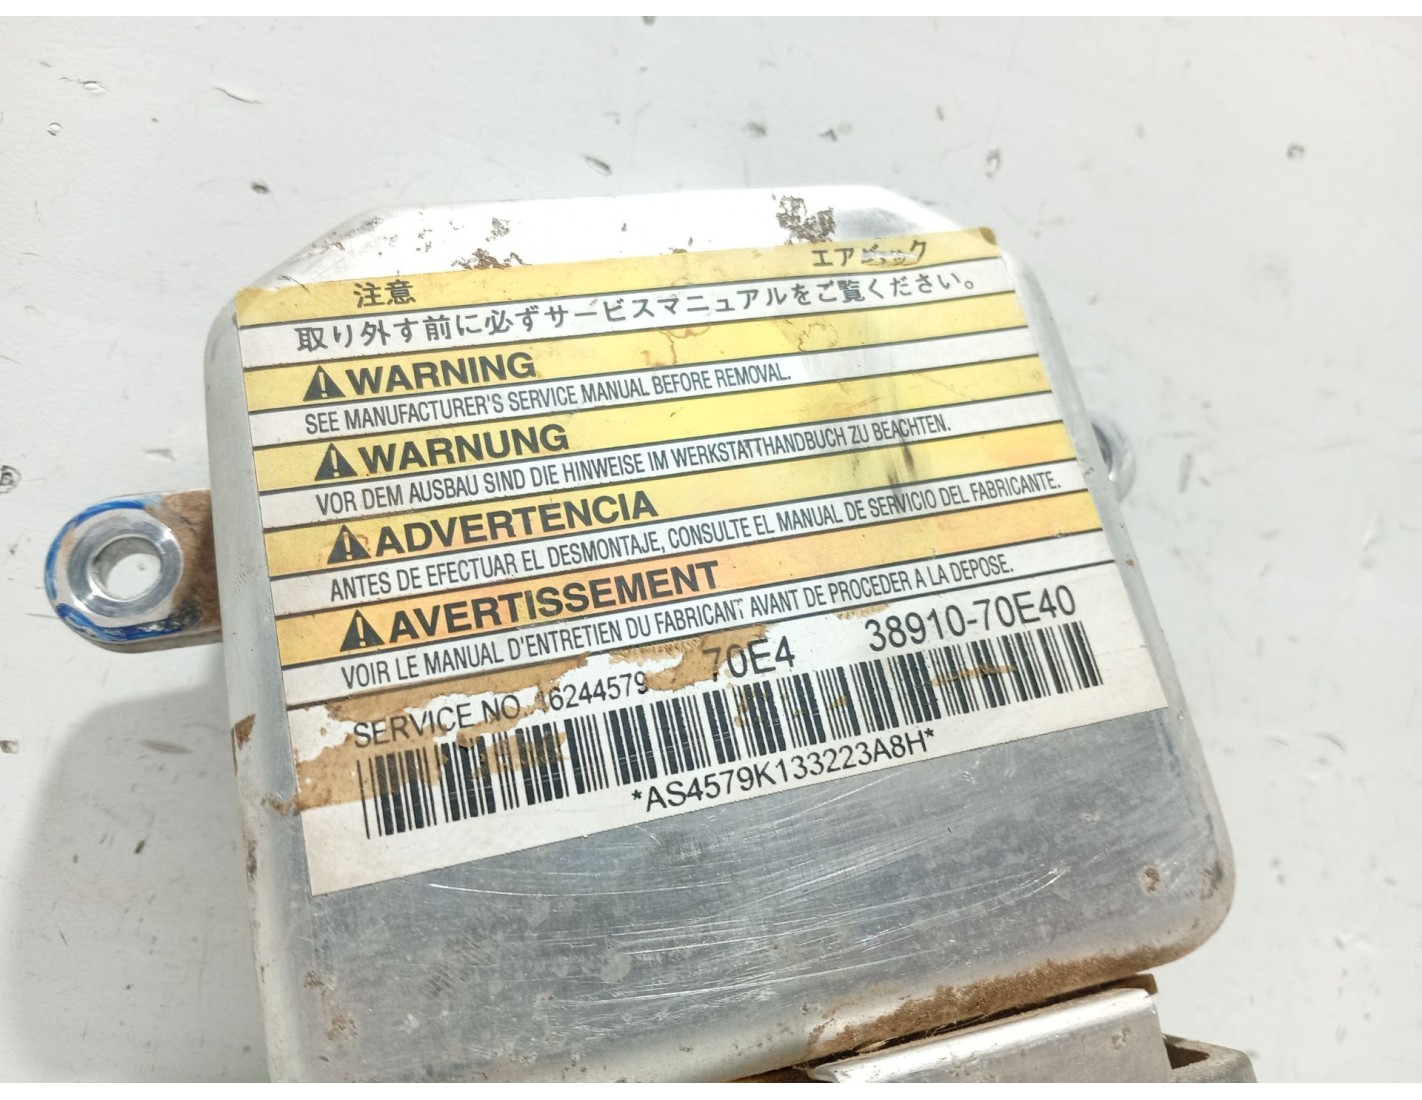 注意 エアバック
取り外す前に必ずサービスマニュアルをご覧ください。
WARNING
SEE MANUFACTURER'S SERVICE MANUAL BEFORE REMOVAL.
WARNUNG
VOR DEM AUSBAU SIND DIE HINWEISE IM WERKSTATTHANDBUCH ZU BEACHTEN.
ADVERTENCIA
ANTES DE EFECTUAR EL DESMONTAJE, CONSULTE EL MANUAL DE SERVICIO DEL FABRICANTE.
AVERTISSEMENT
VOIR LE MANUAL D'ENTRETIEN DU FABRICANT AVANT DE PROCEDER A LA DEPOSE.
SERVICE NO. 16244579 70E4 38910-70E40
*AS4579K133223A8H*